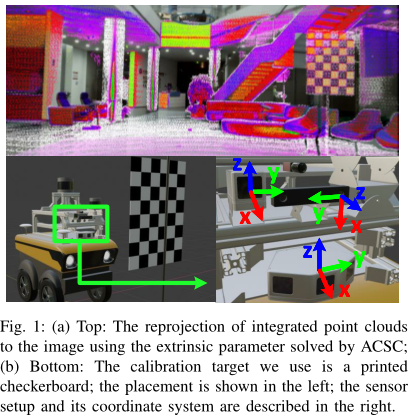 z y z
x y x
z y
x
Fig. 1: (a) Top: The reprojection of integrated point clouds
to the image using the extrinsic parameter solved by ACSC;
(b) Bottom: The calibration target we use is a printed
checkerboard; the placement is shown in the left; the sensor
setup and its coordinate system are described in the right.